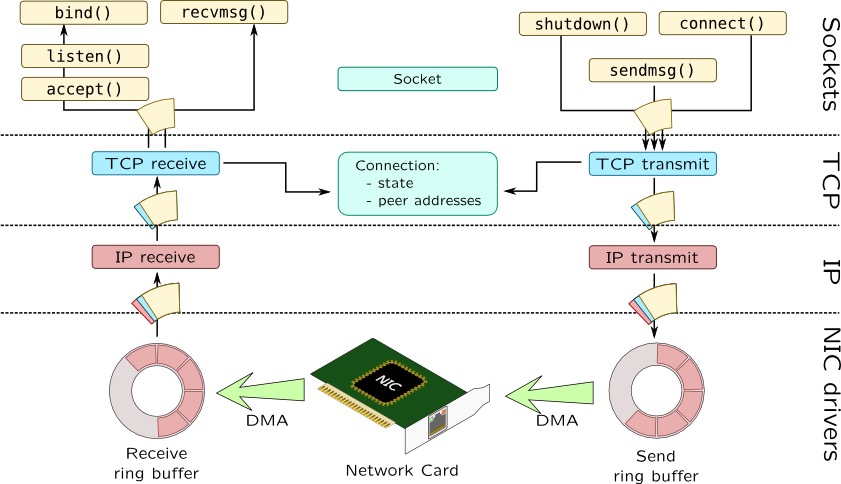 bind()
recvmsg()
listen()
accept()
Socket
shutdown()
connect()
sendmsg()
Sockets
TCP receive
Connection:
- state
- peer addresses
TCP transmit
TCP
IP receive
IP transmit
IP
NIC
DMA
DMA
NIC drivers
Receive
ring buffer
Network Card
Send
ring buffer